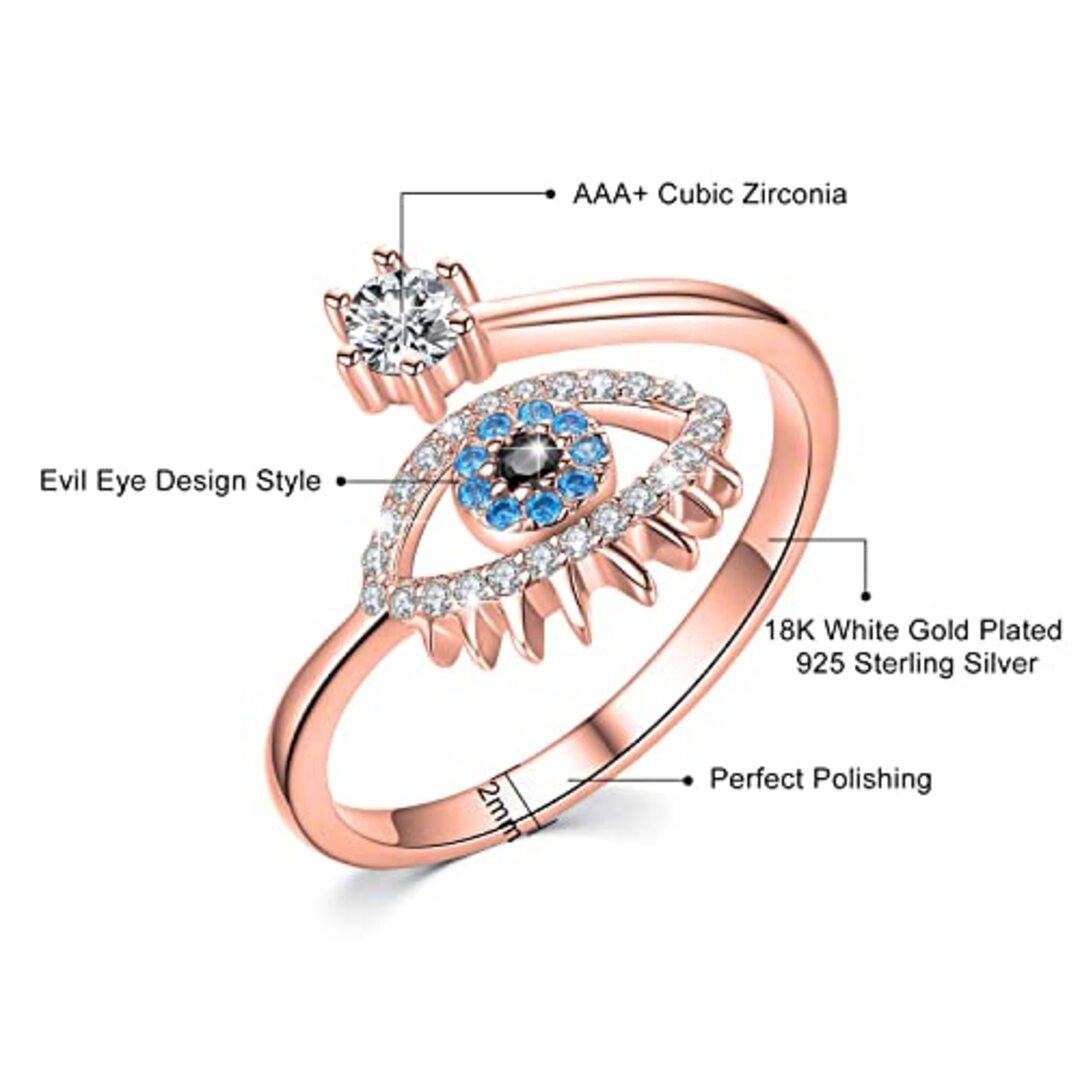 AAA+ Cubic Zirconia
Evil Eye Design Style
18K White Gold Plated
925 Sterling Silver
Perfect Polishing
2mm